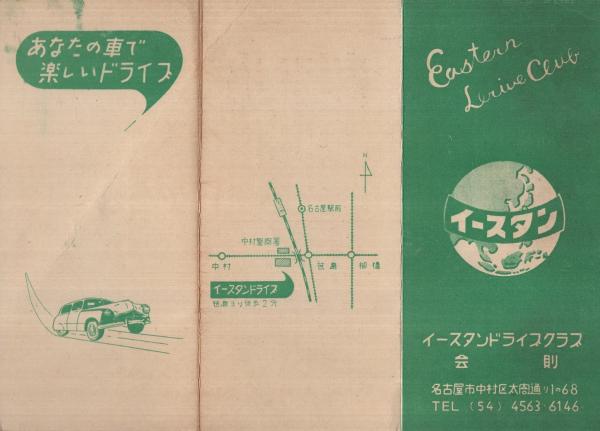 あなたの車で
楽しいドライブ
N
名古屋駅前
中村警察署
中村
笹島
柳橋
イースタンドライブ
笹島より徒歩2分
Eastern
Derive Club
イースタン
イースタンドライブクラブ
会則
名古屋市中村区太閤通り1の68
TEL (54) 4563・6146